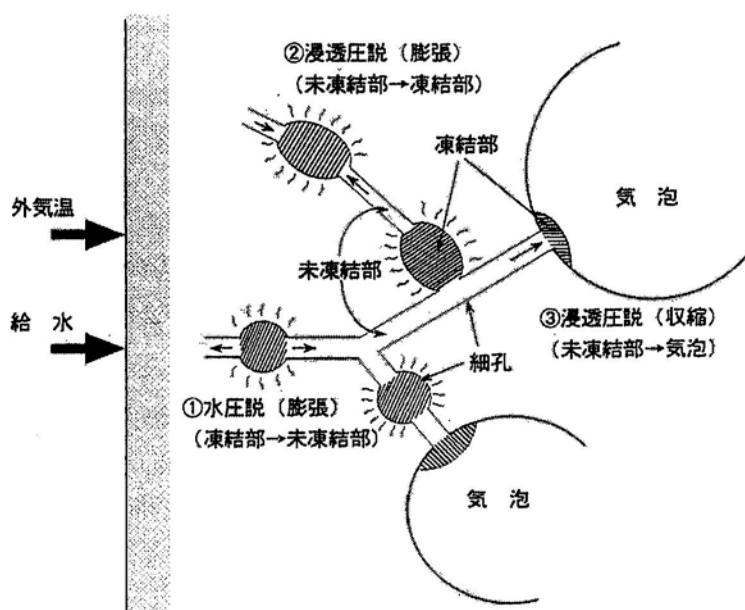 ②浸透圧説（膨張）
（未凍結部→凍結部）
凍結部
気　泡
外気温
未凍結部
給　水
③浸透圧説（収縮）
（未凍結部→気泡）
細孔
①水圧説（膨張）
（凍結部→未凍結部）
気　泡